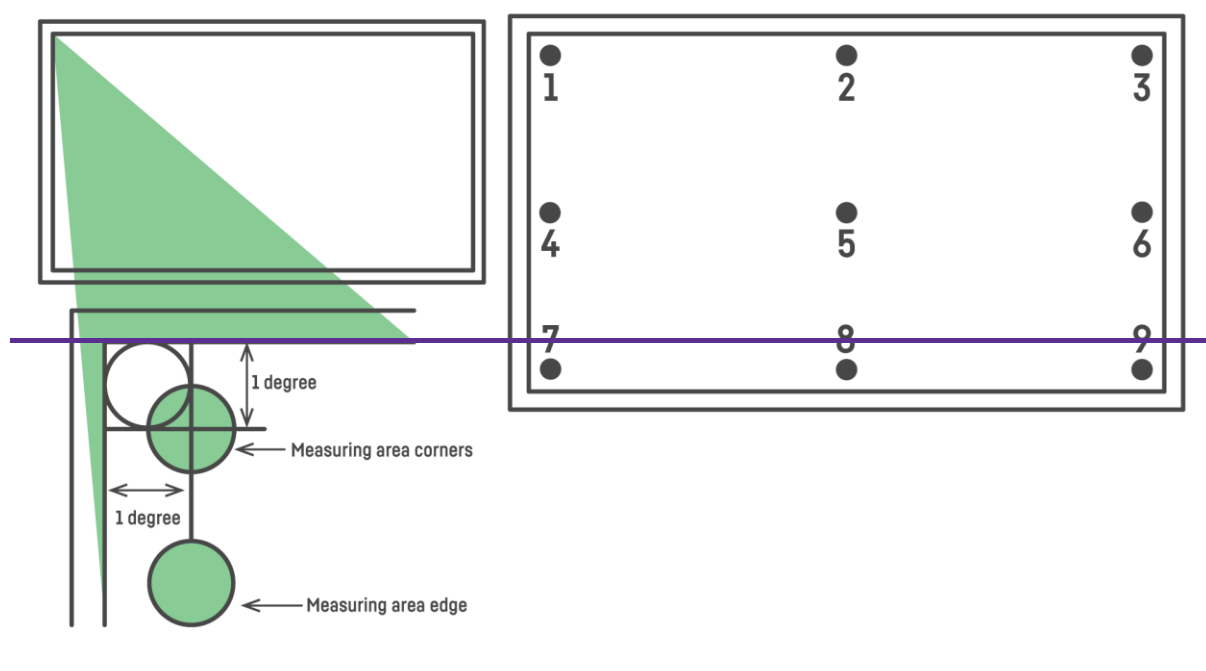 1 2 3
4 5 6
7 8 9
1 degree
Measuring area corners
1 degree
Measuring area edge